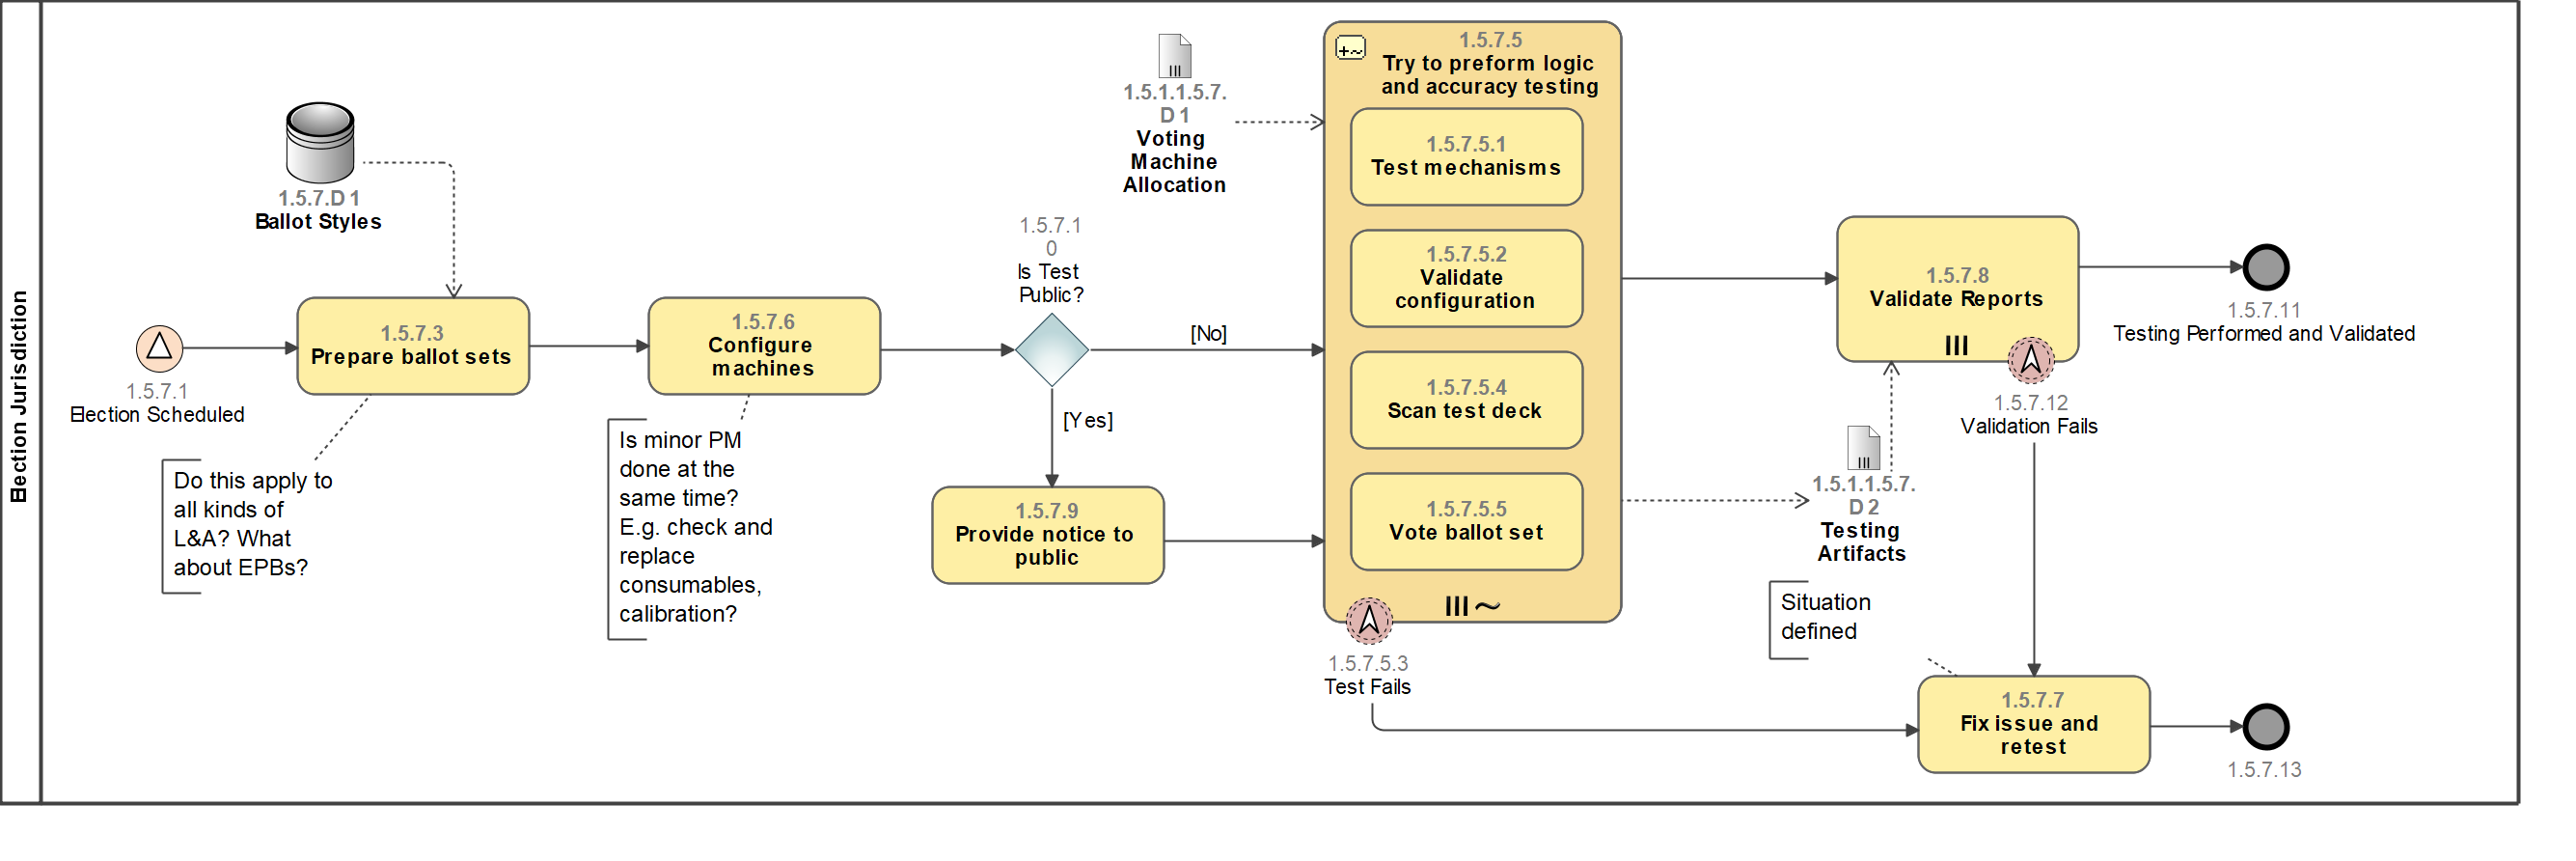 Election Jurisdiction
1.5.7.1
Election Scheduled
1.5.7.D1
Ballot Styles
1.5.7.3
Prepare ballot sets
Do this apply to
all kinds of
L&A? What
about EPBs?
1.5.7.6
Configure
machines
Is minor PM
done at the
same time?
E.g. check and
replace
consumables,
calibration?
1.5.7.1
0
Is Test
Public?
[No]
[Yes]
1.5.7.9
Provide notice to
public
1.5.1.1.5.7.
D1
Voting
Machine
Allocation
1.5.7.5
Try to preform logic
and accuracy testing
1.5.7.5.1
Test mechanisms
1.5.7.5.2
Validate
configuration
1.5.7.5.4
Scan test deck
1.5.7.5.5
Vote ballot set
1.5.7.5.3
Test Fails
1.5.7.8
Validate Reports
1.5.7.11
Testing Performed and Validated
1.5.7.12
Validation Fails
1.5.1.1.5.7.
D2
Testing
Artifacts
Situation
defined
1.5.7.7
Fix issue and
retest
1.5.7.13